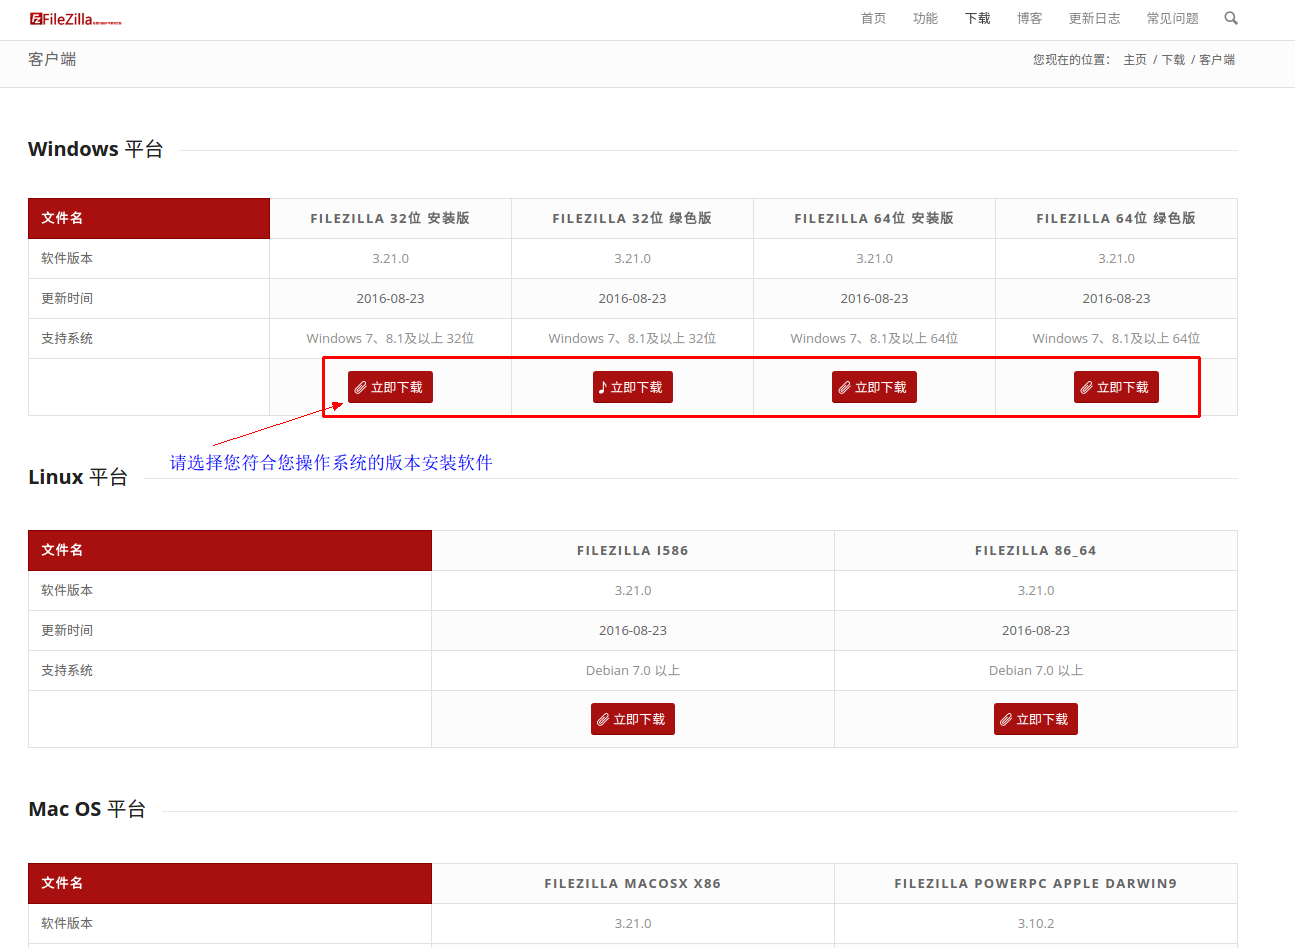 FileZilla
首页 功能 下载 博客 更新日志 常见问题
客户端
您现在的位置： 主页 / 下载 / 客户端
Windows 平台
文件名 FILEZILLA 32位 安装版 FILEZILLA 32位 绿色版 FILEZILLA 64位 安装版 FILEZILLA 64位 绿色版
软件版本 3.21.0 3.21.0 3.21.0 3.21.0
更新时间 2016-08-23 2016-08-23 2016-08-23 2016-08-23
支持系统 Windows 7、8.1及以上 32位 Windows 7、8.1及以上 32位 Windows 7、8.1及以上 64位 Windows 7、8.1及以上 64位
立即下载 立即下载 立即下载 立即下载
请选择您符合您操作系统的版本安装软件
Linux 平台
文件名 FILEZILLA I586 FILEZILLA 86_64
软件版本 3.21.0 3.21.0
更新时间 2016-08-23 2016-08-23
支持系统 Debian 7.0 以上 Debian 7.0 以上
立即下载 立即下载
Mac OS 平台
文件名 FILEZILLA MACOSX X86 FILEZILLA POWERPC APPLE DARWIN9
软件版本 3.21.0 3.10.2